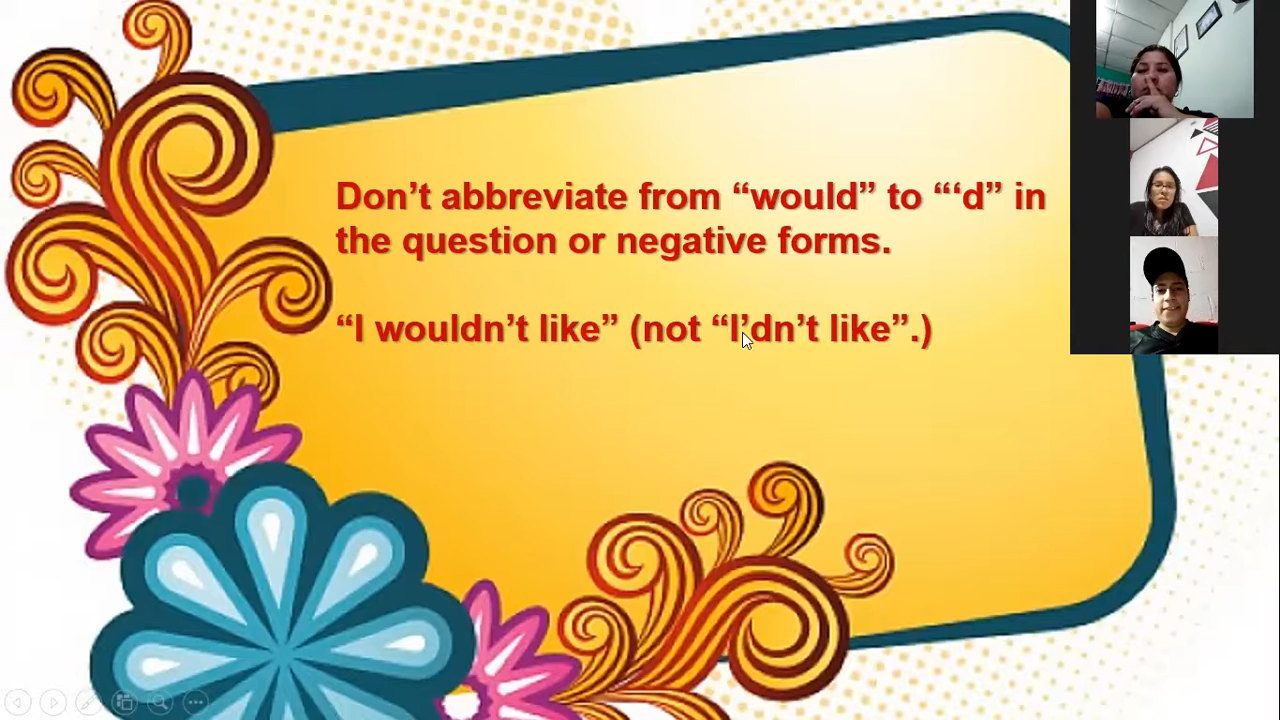 Don’t abbreviate from “would” to “‘d” in
the question or negative forms.
“I wouldn’t like” (not “I’dn’t like”.)